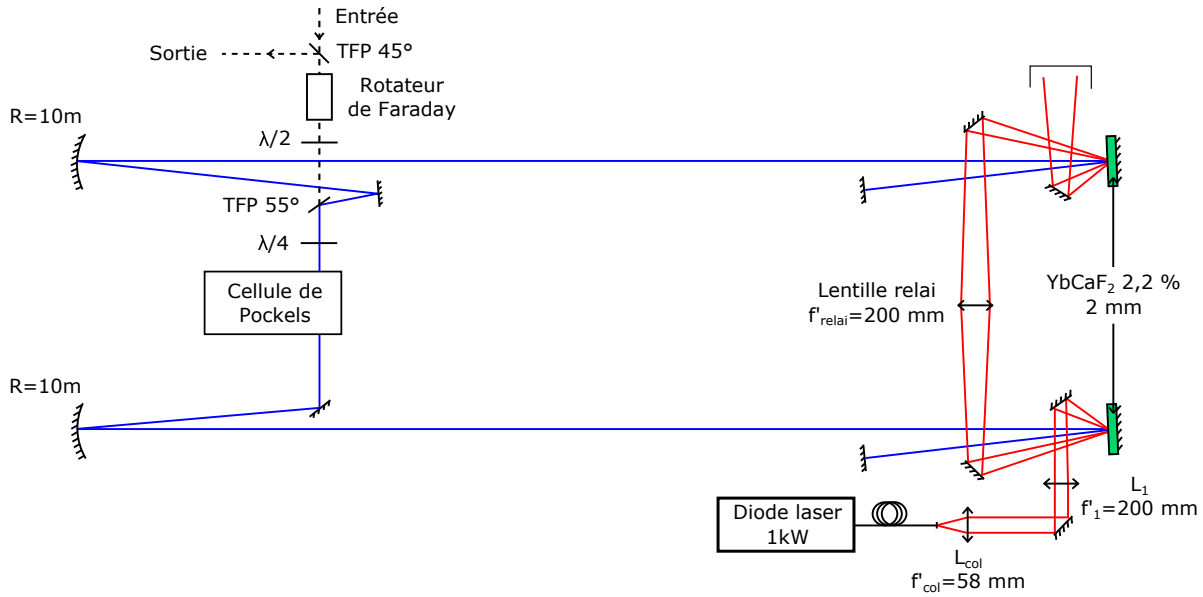 Entrée
Sortie
TFP 45°
Rotateur
de Faraday
R=10m
λ/2
TFP 55°
λ/4
Cellule de
Pockels
Lentille relai
f'relai=200 mm
YbCaF₂ 2,2 %
2 mm
R=10m
L₁
f'₁=200 mm
Diode laser
1kW
Lcol
f'col=58 mm